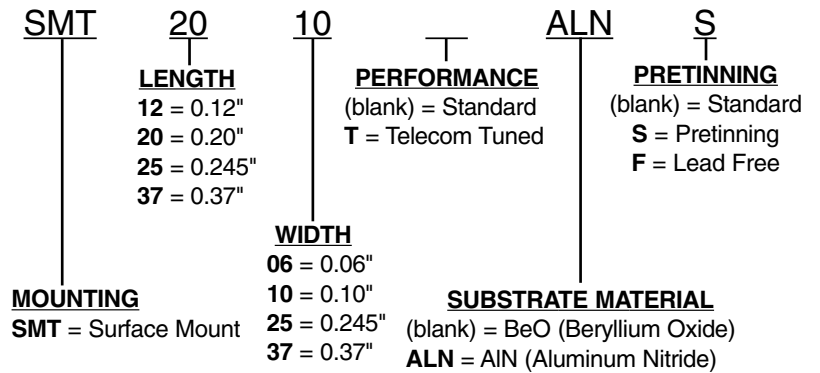 SMT 20 10 _ ALN S
LENGTH
12 = 0.12"
20 = 0.20"
25 = 0.245"
37 = 0.37"
PERFORMANCE
(blank) = Standard
T = Telecom Tuned
PRETINNING
(blank) = Standard
S = Pretinning
F = Lead Free
WIDTH
06 = 0.06"
10 = 0.10"
25 = 0.245"
37 = 0.37"
MOUNTING
SMT = Surface Mount
SUBSTRATE MATERIAL
(blank) = BeO (Beryllium Oxide)
ALN = AlN (Aluminum Nitride)